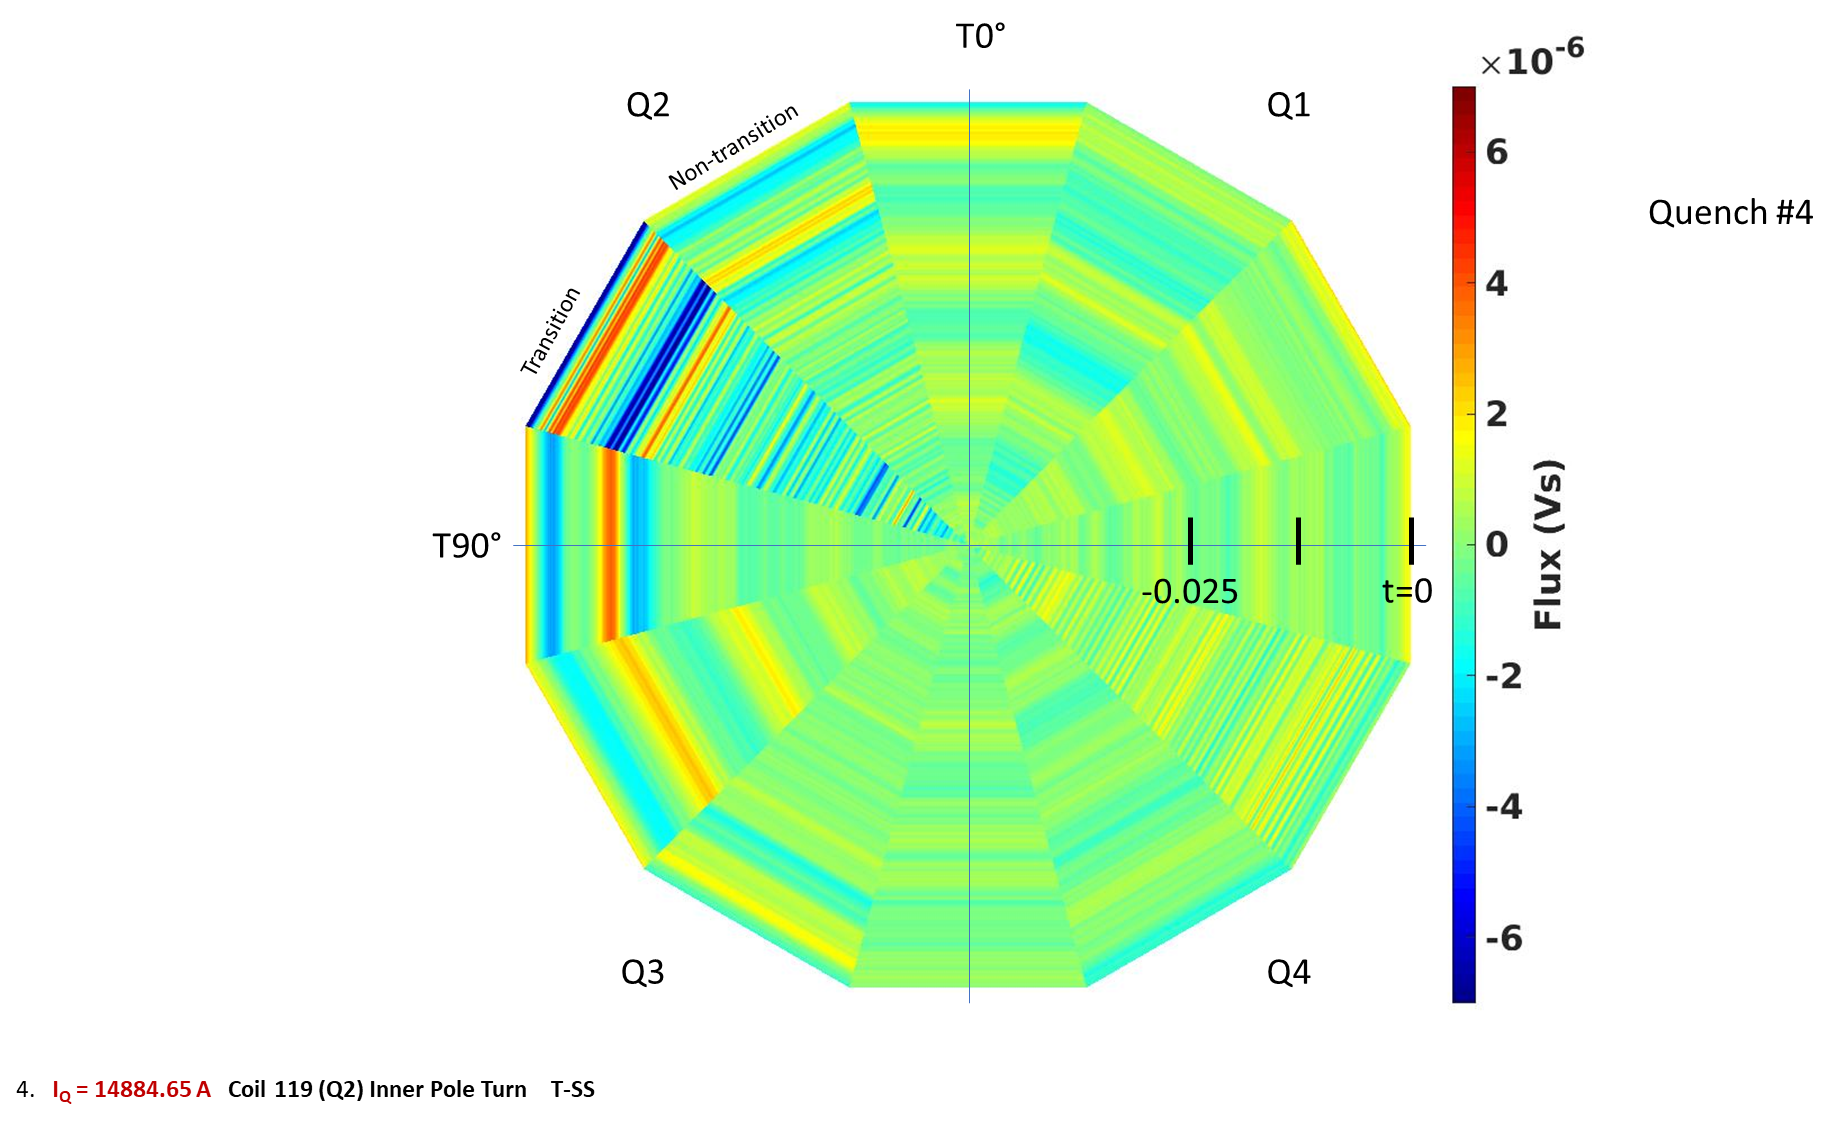 T0°
×10-6
Q2
Q1
Non-transition
6
Quench #4
4
Transition
2
T90°
0
Flux (Vs)
-0.025
t=0
-2
-4
-6
Q3
Q4
4. IQ = 14884.65 A Coil 119 (Q2) Inner Pole Turn T-SS